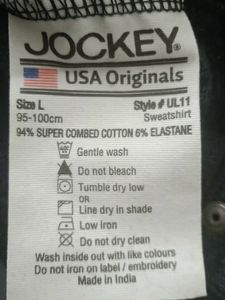 JOCKEY®
USA Originals
Size L Style # UL11
95-100cm Sweatshirt
94% SUPER COMBED COTTON 6% ELASTANE
Gentle wash
Do not bleach
Tumble dry low
OR
Line dry in shade
Low iron
Do not dry clean
Wash inside out with like colours
Do not iron on label / embroidery
Made in India